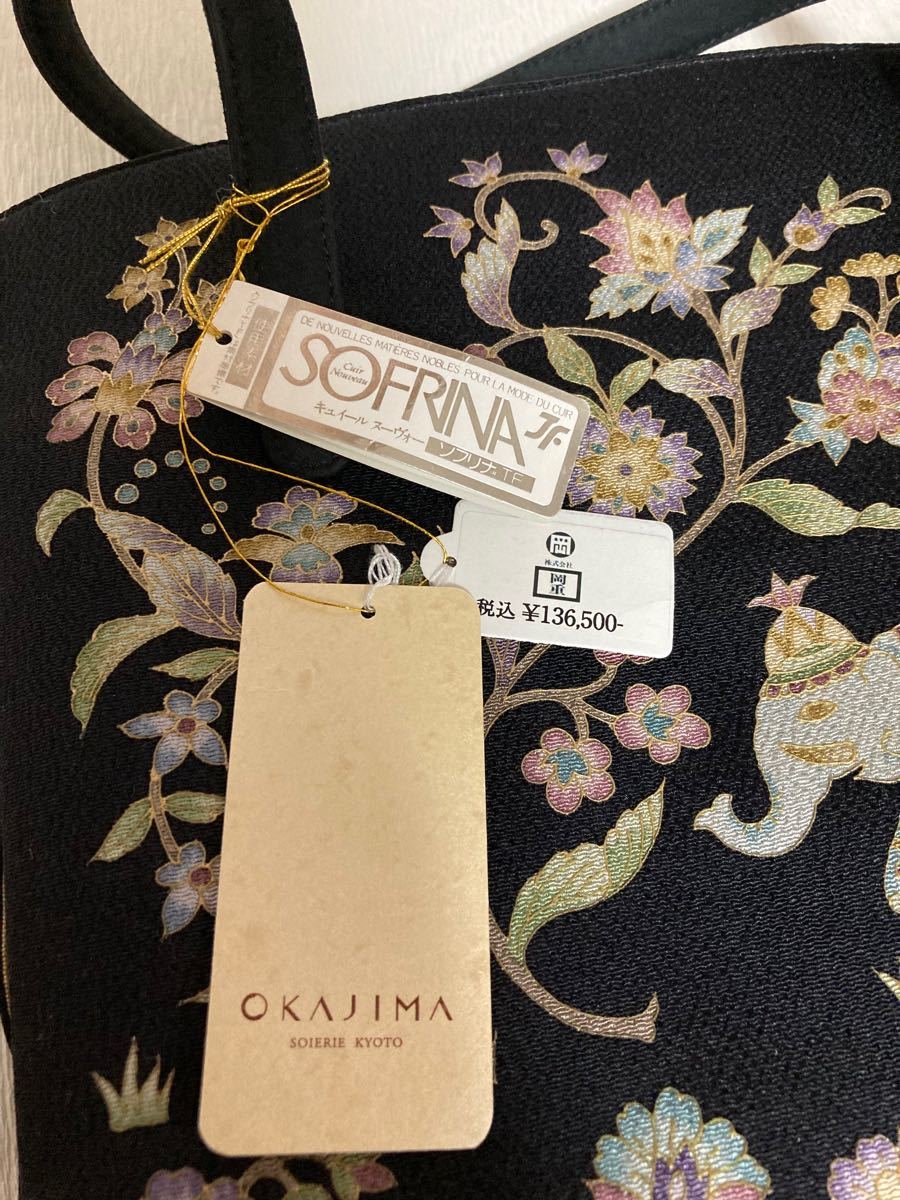 DE NOUVELLES MATIÈRES NOBLES POUR LA MODE DU CUIR
SOFRINA
Cuir
Nouveau
キュイール ヌーヴォー
ソフリナ TF
岡
株式会社
岡重
税込 ¥136,500-
OKAJIMA
SOIERIE KYOTO